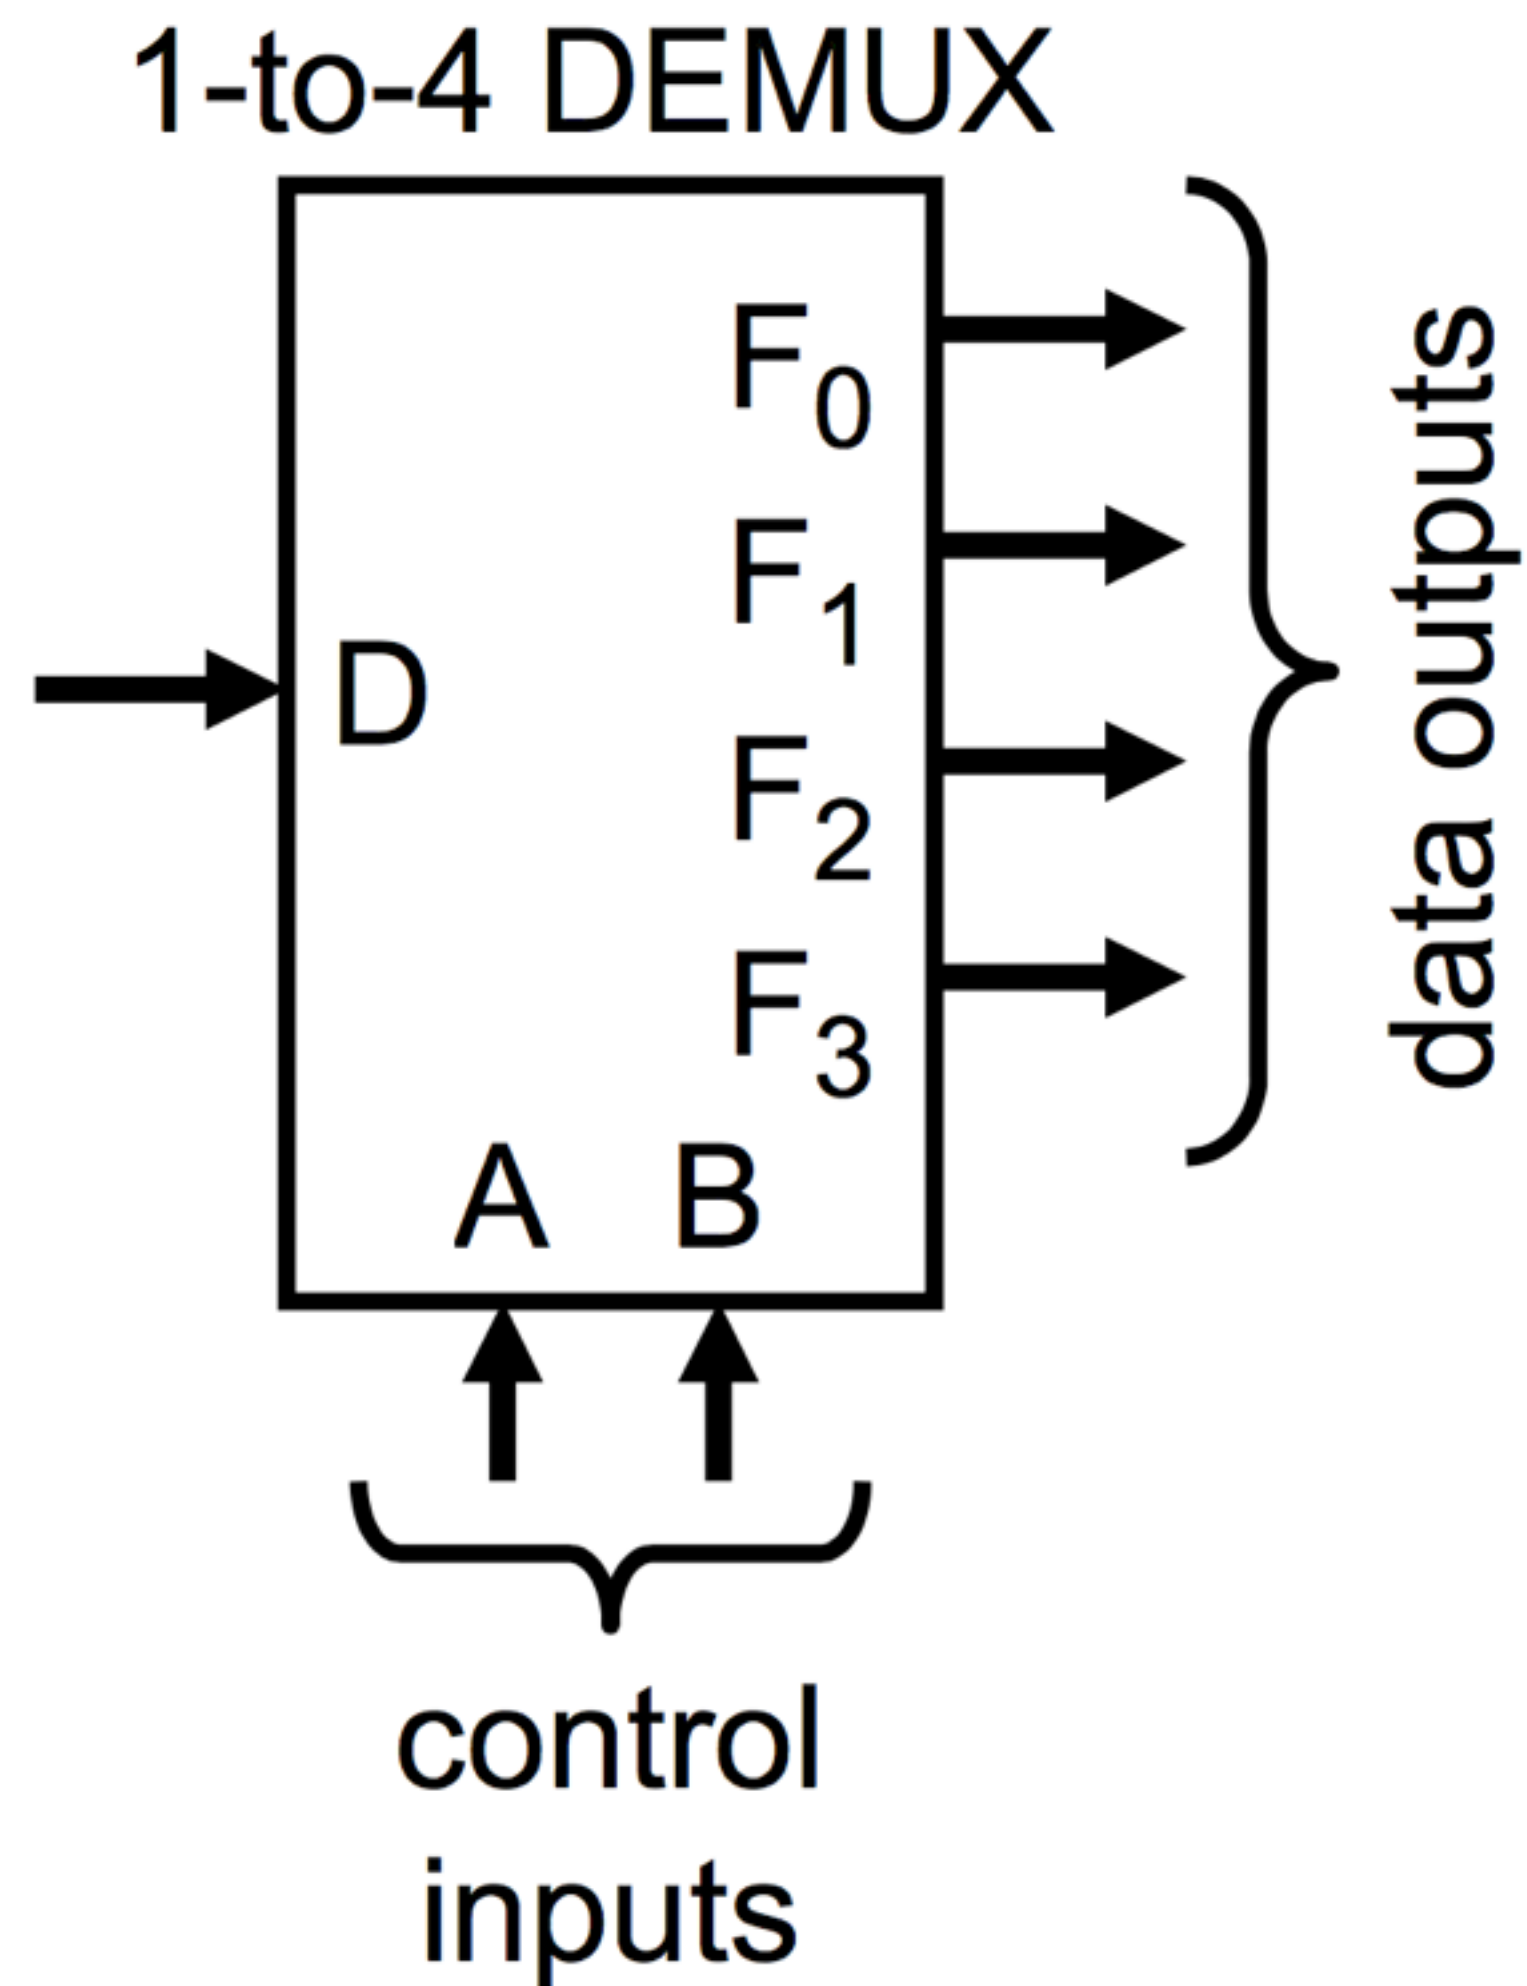 1-to-4 DEMUX
F0
F1
D
F2
F3
A B
data outputs
control
inputs